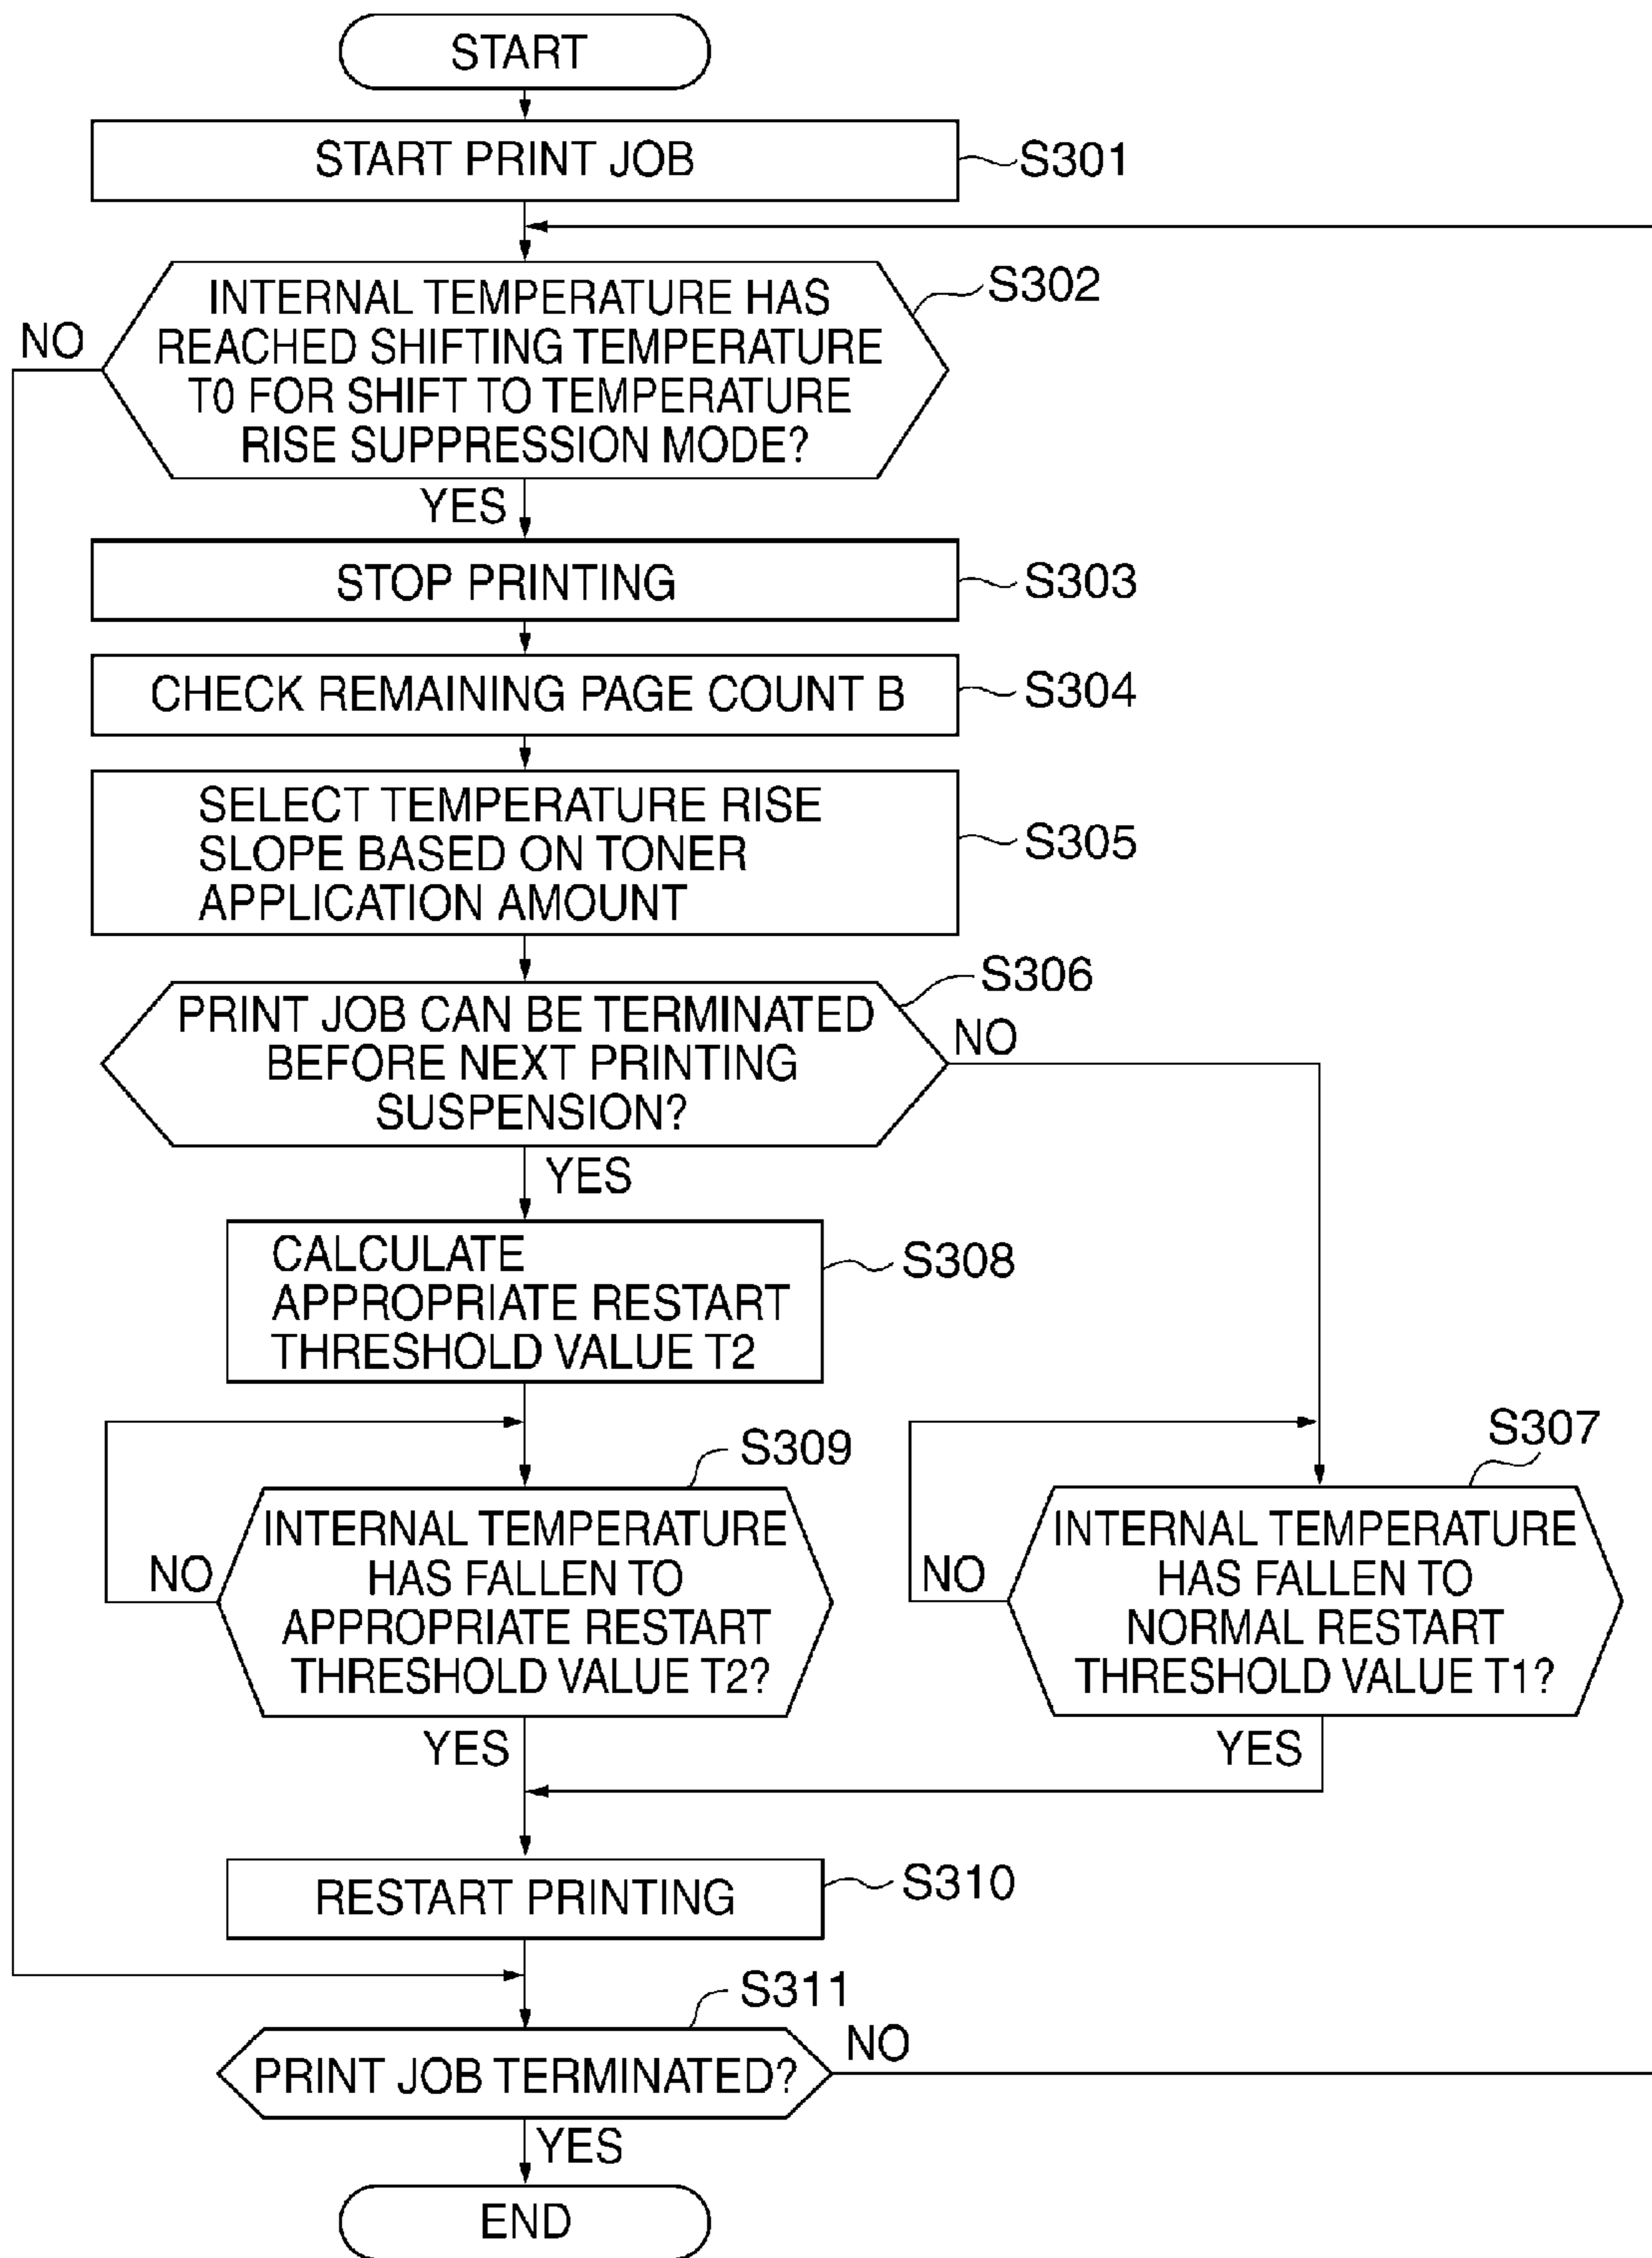 START
START PRINT JOB
S301
INTERNAL TEMPERATURE HAS
REACHED SHIFTING TEMPERATURE
T0 FOR SHIFT TO TEMPERATURE
RISE SUPPRESSION MODE?
S302
NO
YES
STOP PRINTING
S303
CHECK REMAINING PAGE COUNT B
S304
SELECT TEMPERATURE RISE
SLOPE BASED ON TONER
APPLICATION AMOUNT
S305
PRINT JOB CAN BE TERMINATED
BEFORE NEXT PRINTING
SUSPENSION?
S306
NO
YES
CALCULATE
APPROPRIATE RESTART
THRESHOLD VALUE T2
S308
S309
INTERNAL TEMPERATURE
HAS FALLEN TO
APPROPRIATE RESTART
THRESHOLD VALUE T2?
NO
YES
S307
INTERNAL TEMPERATURE
HAS FALLEN TO
NORMAL RESTART
THRESHOLD VALUE T1?
NO
YES
RESTART PRINTING
S310
S311
PRINT JOB TERMINATED?
NO
YES
END